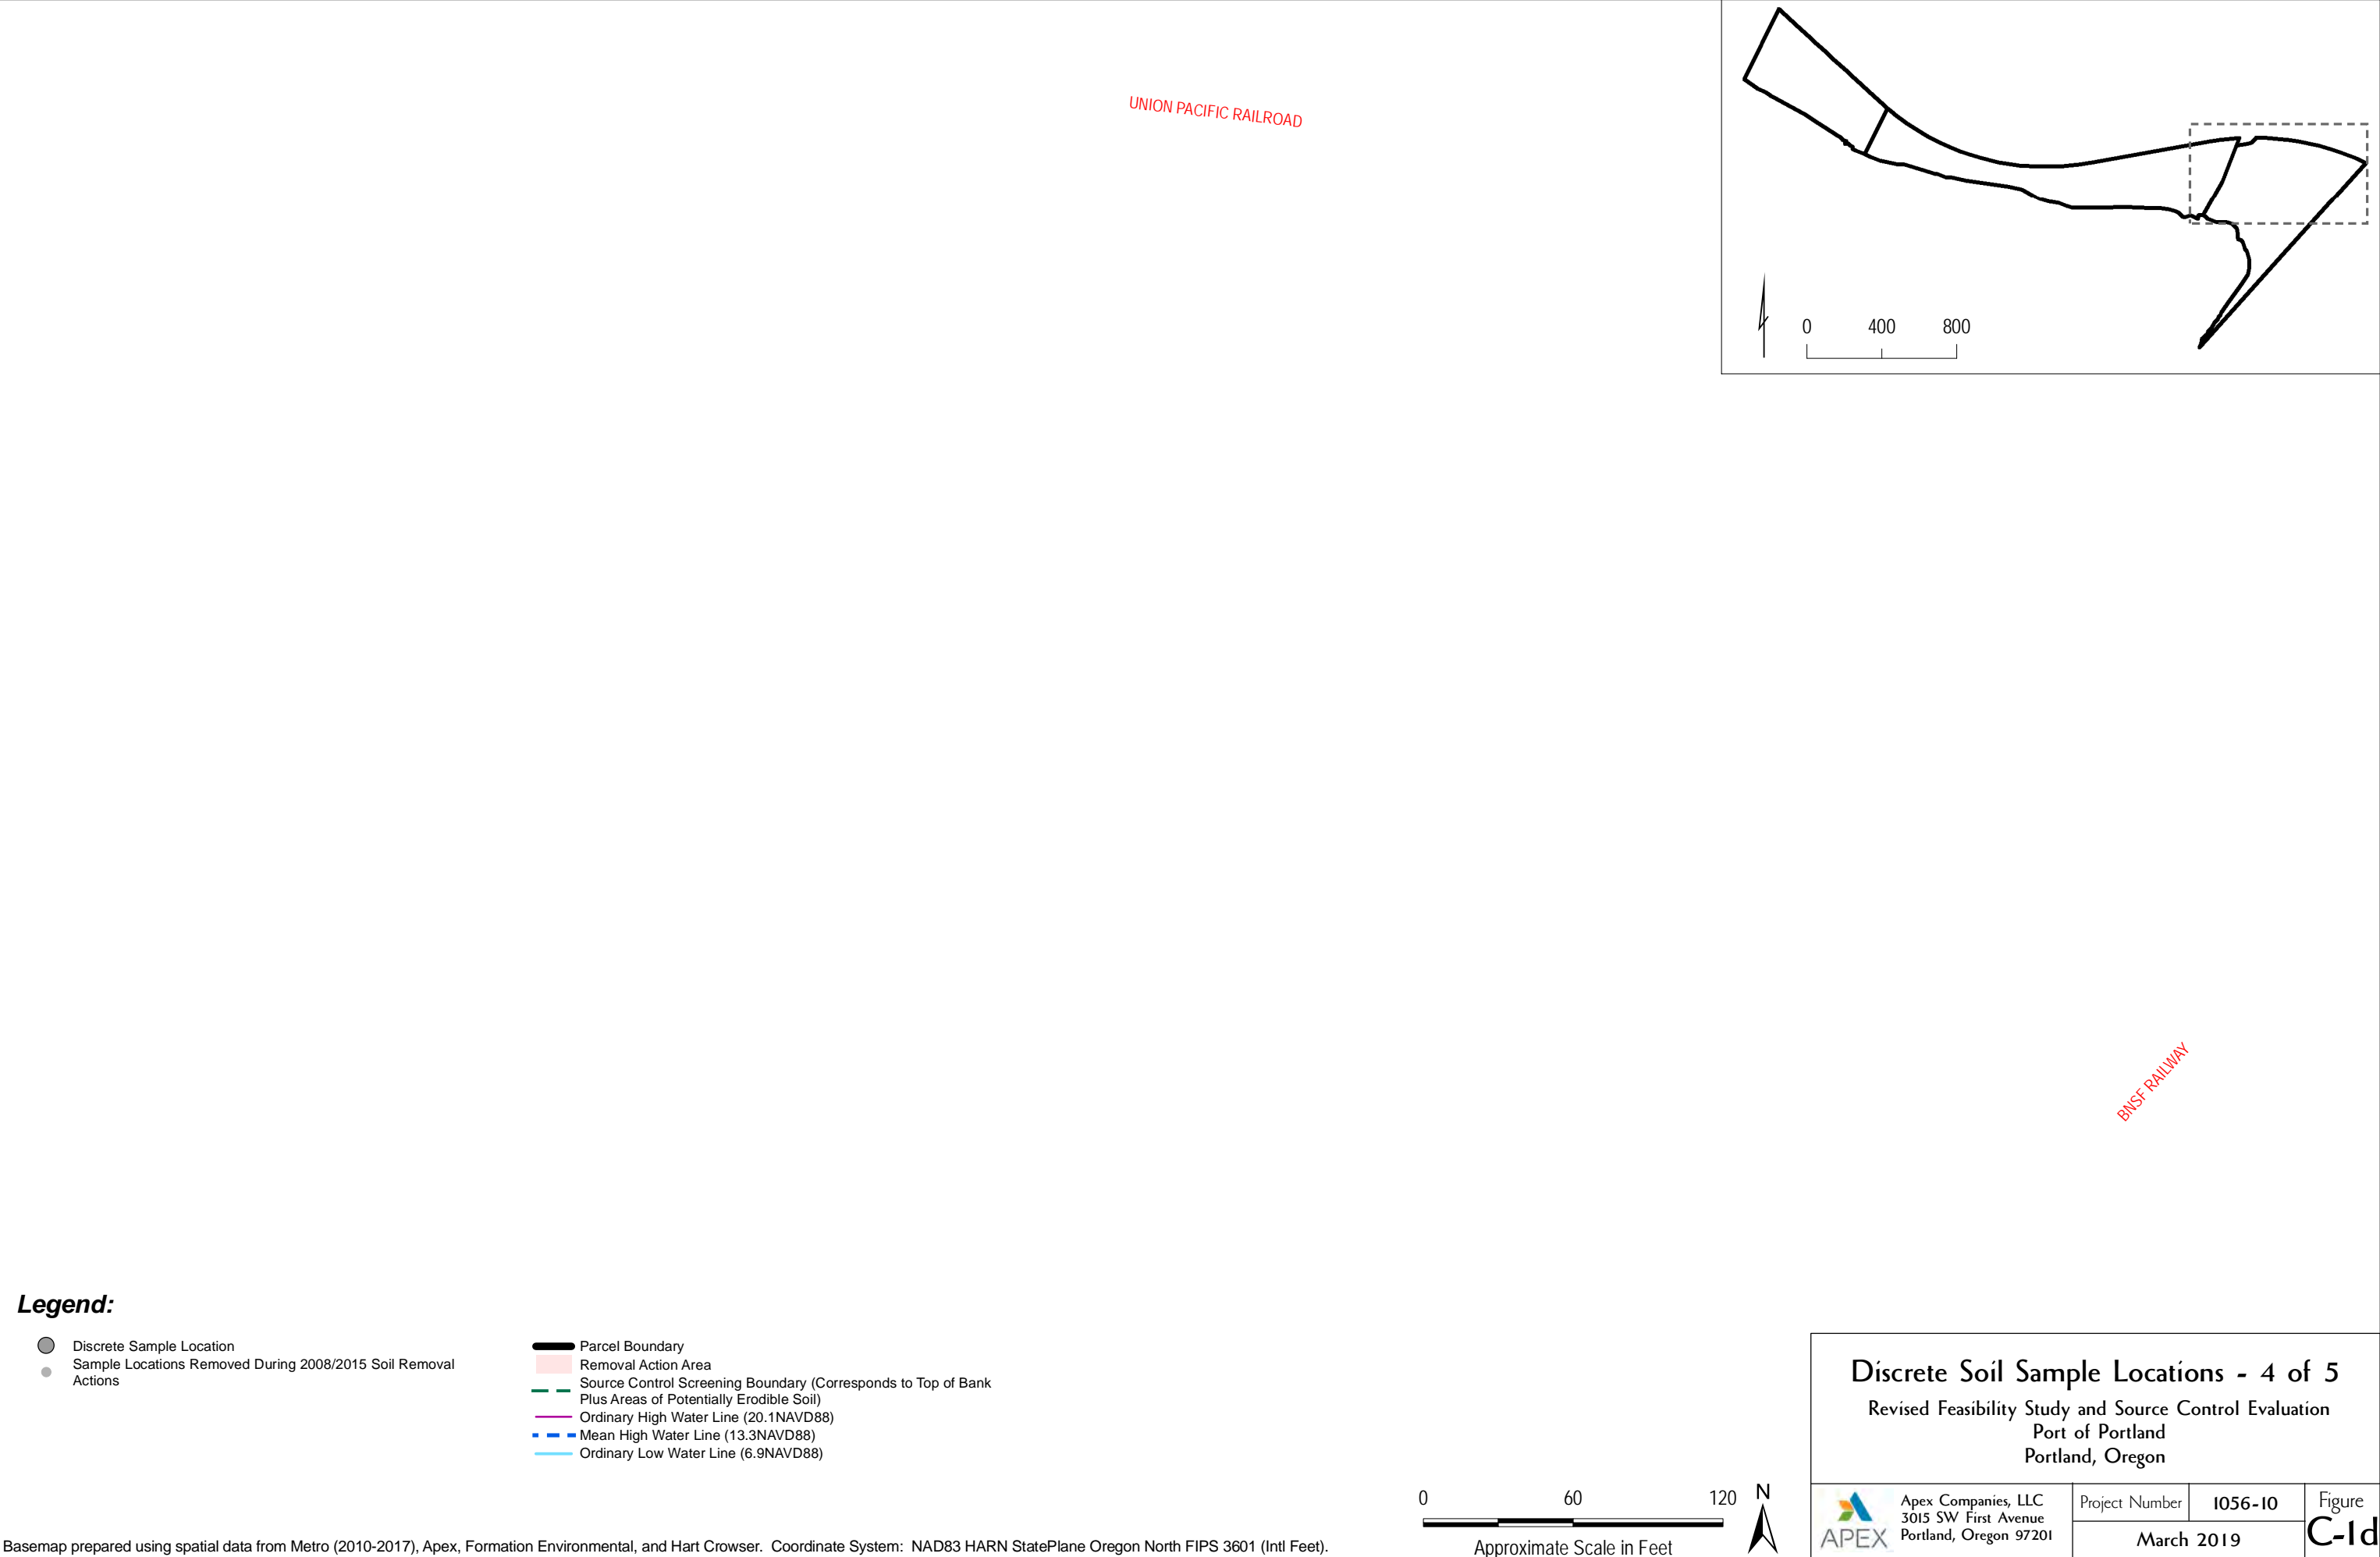 UNION PACIFIC RAILROAD
0 400 800
BNSF RAILWAY
Legend:
Discrete Sample Location
Sample Locations Removed During 2008/2015 Soil Removal
Actions
Parcel Boundary
Removal Action Area
Source Control Screening Boundary (Corresponds to Top of Bank
Plus Areas of Potentially Erodible Soil)
Ordinary High Water Line (20.1NAVD88)
Mean High Water Line (13.3NAVD88)
Ordinary Low Water Line (6.9NAVD88)
0 60 120
N
Approximate Scale in Feet
Discrete Soil Sample Locations - 4 of 5
Revised Feasibility Study and Source Control Evaluation
Port of Portland
Portland, Oregon
APEX
Apex Companies, LLC
3015 SW First Avenue
Portland, Oregon 97201
Project Number
1056-10
March 2019
Figure
C-1d
Basemap prepared using spatial data from Metro (2010-2017), Apex, Formation Environmental, and Hart Crowser.  Coordinate System:  NAD83 HARN StatePlane Oregon North FIPS 3601 (Intl Feet).